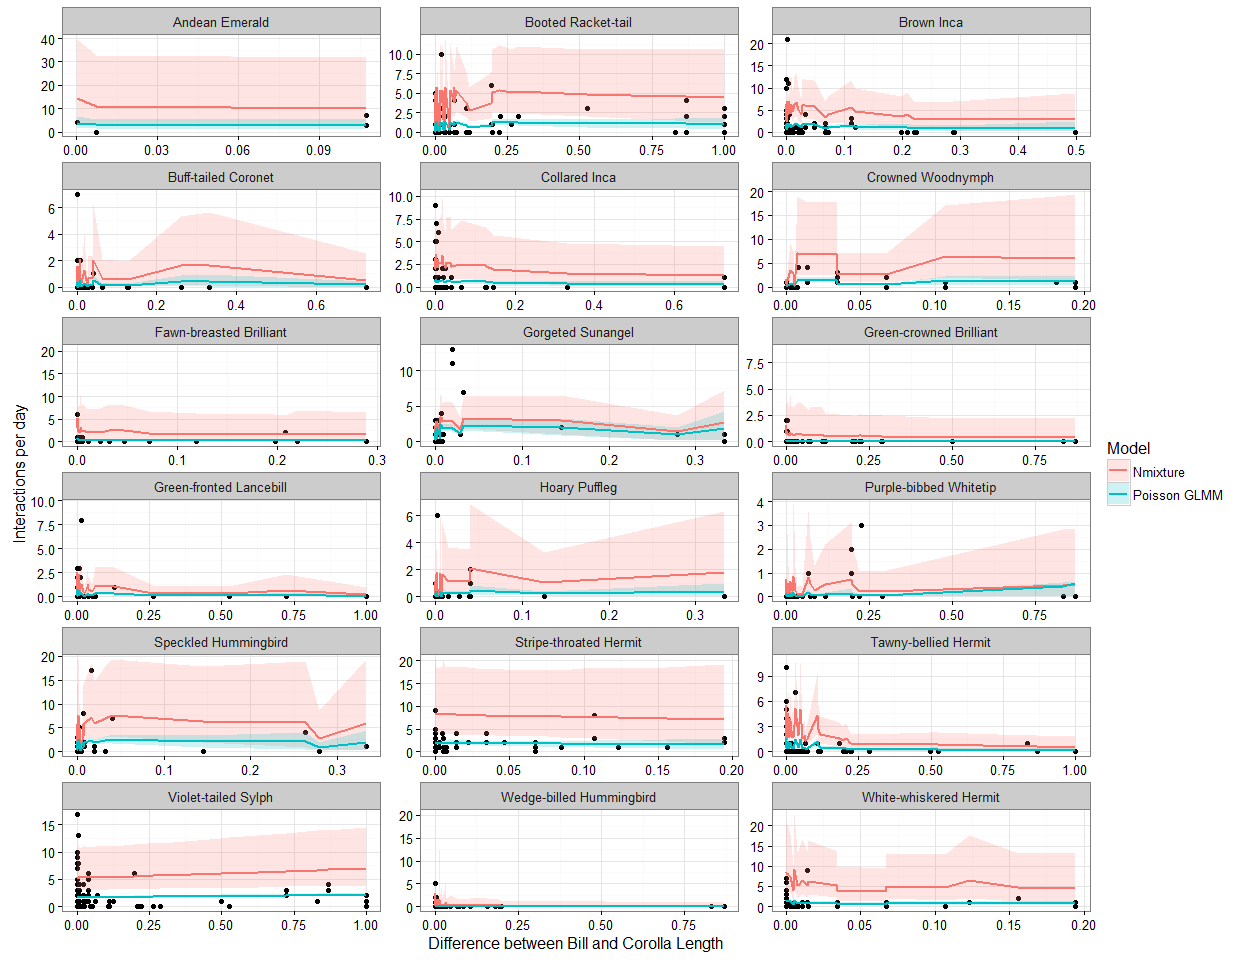 Andean Emerald
Booted Racket-tail
Brown Inca
40
30
20
10
0
0.00 0.03 0.06 0.09
10.0
7.5
5.0
2.5
0.0
0.00 0.25 0.50 0.75 1.00
20
15
10
5
0
0.0 0.1 0.2 0.3 0.4 0.5
Buff-tailed Coronet
Collared Inca
Crowned Woodnymph
6
4
2
0
0.0 0.2 0.4 0.6
10.0
7.5
5.0
2.5
0.0
0.0 0.2 0.4 0.6
20
15
10
5
0
0.00 0.05 0.10 0.15 0.20
Fawn-breasted Brilliant
Gorgeted Sunangel
Green-crowned Brilliant
20
15
10
5
0
0.0 0.1 0.2 0.3
10
5
0
0.0 0.1 0.2 0.3
7.5
5.0
2.5
0.0
0.00 0.25 0.50 0.75
Green-fronted Lancebill
Hoary Puffleg
Purple-bibbed Whitetip
10.0
7.5
5.0
2.5
0.0
0.00 0.25 0.50 0.75 1.00
6
4
2
0
0.0 0.1 0.2 0.3
4
3
2
1
0
0.00 0.25 0.50 0.75
Speckled Hummingbird
Stripe-throated Hermit
Tawny-bellied Hermit
20
15
10
5
0
0.0 0.1 0.2 0.3
20
15
10
5
0
0.00 0.05 0.10 0.15 0.20
9
6
4
2
0
0.00 0.25 0.50 0.75 1.00
Violet-tailed Sylph
Wedge-billed Hummingbird
White-whiskered Hermit
15
10
5
0
0.00 0.25 0.50 0.75 1.00
20
15
10
5
0
0.00 0.25 0.50 0.75
20
15
10
5
0
0.00 0.05 0.10 0.15 0.20
Interactions per day
Difference between Bill and Corolla Length
Model
Nmixture
Poisson GLMM